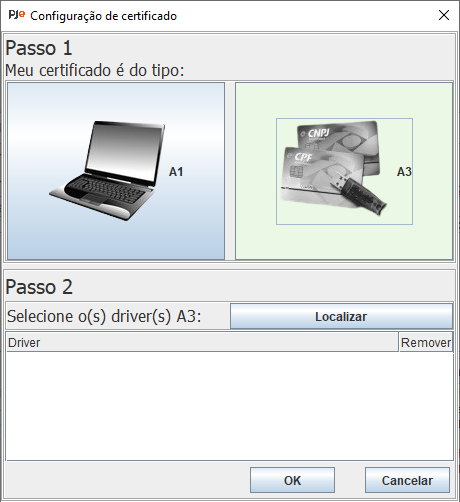 PJe Configuração de certificado
Passo 1
Meu certificado é do tipo:
A1
CNPJ
CPF
A3
Passo 2
Selecione o(s) driver(s) A3:
Localizar
Driver
Remover
OK
Cancelar